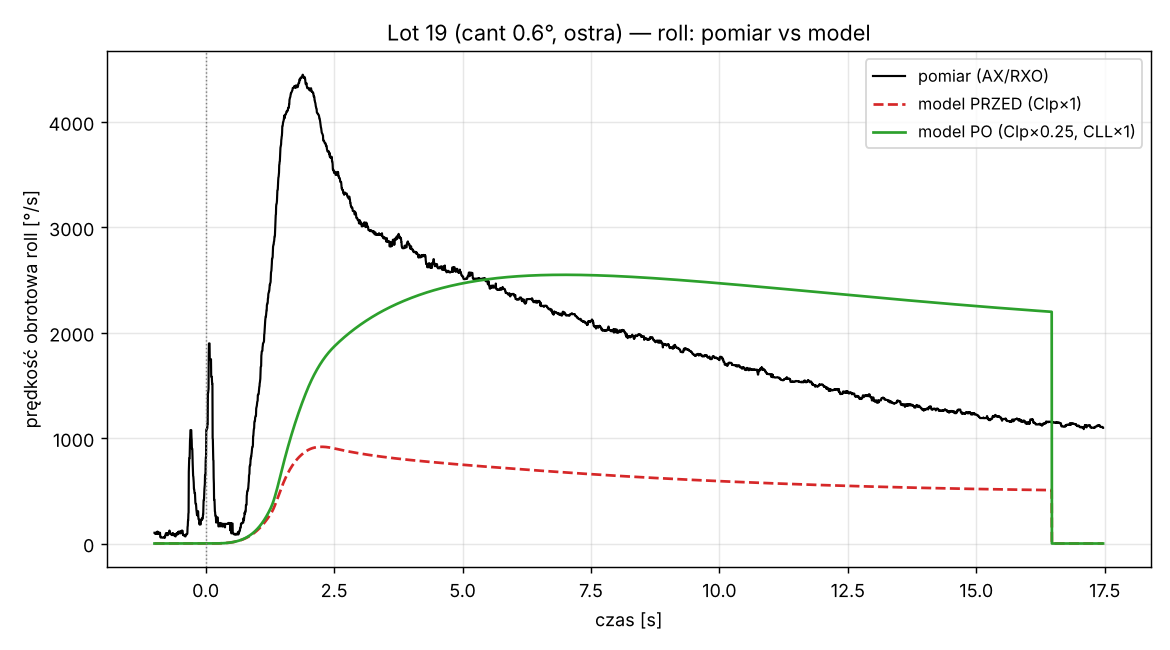 Lot 19 (cant 0.6°, ostra) — roll: pomiar vs model
pomiar (AX/RXO)
model PRZED (Clp×1)
model PO (Clp×0.25, CLL×1)
prędkość obrotowa roll [°/s]
4000
3000
2000
1000
0
0.0 2.5 5.0 7.5 10.0 12.5 15.0 17.5
czas [s]